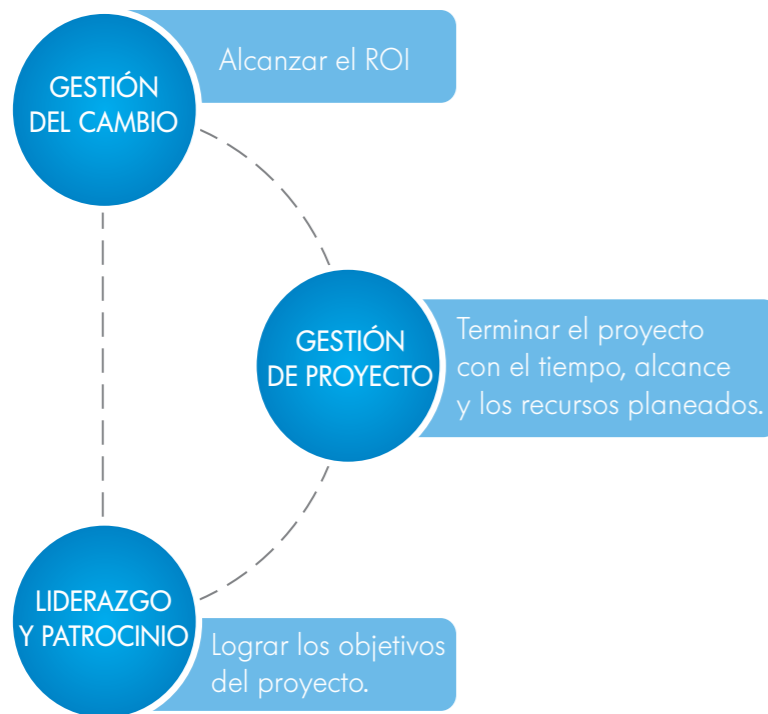 GESTIÓN
DEL CAMBIO
Alcanzar el ROI
GESTIÓN
DE PROYECTO
Terminar el proyecto
con el tiempo, alcance
y los recursos planeados.
LIDERAZGO
Y PATROCINIO
Lograr los objetivos
del proyecto.